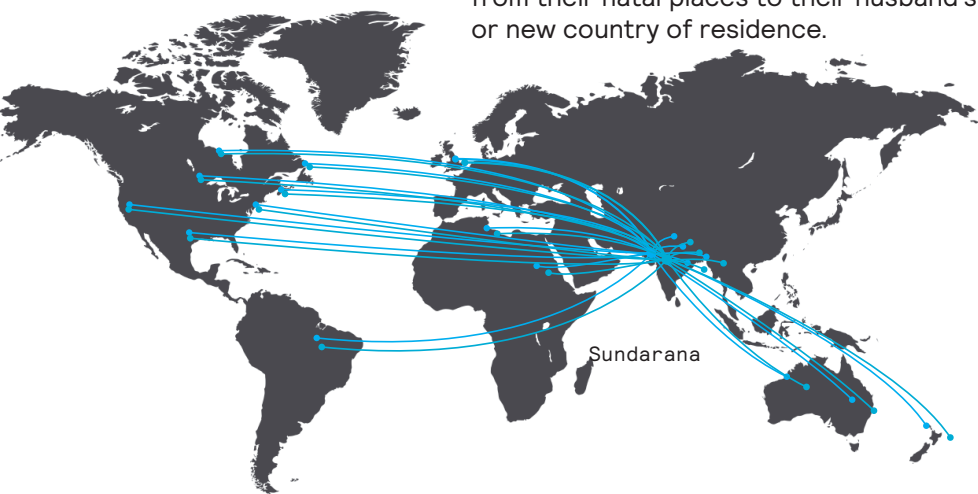 from their natal places to their husband's
or new country of residence.
Sundarana